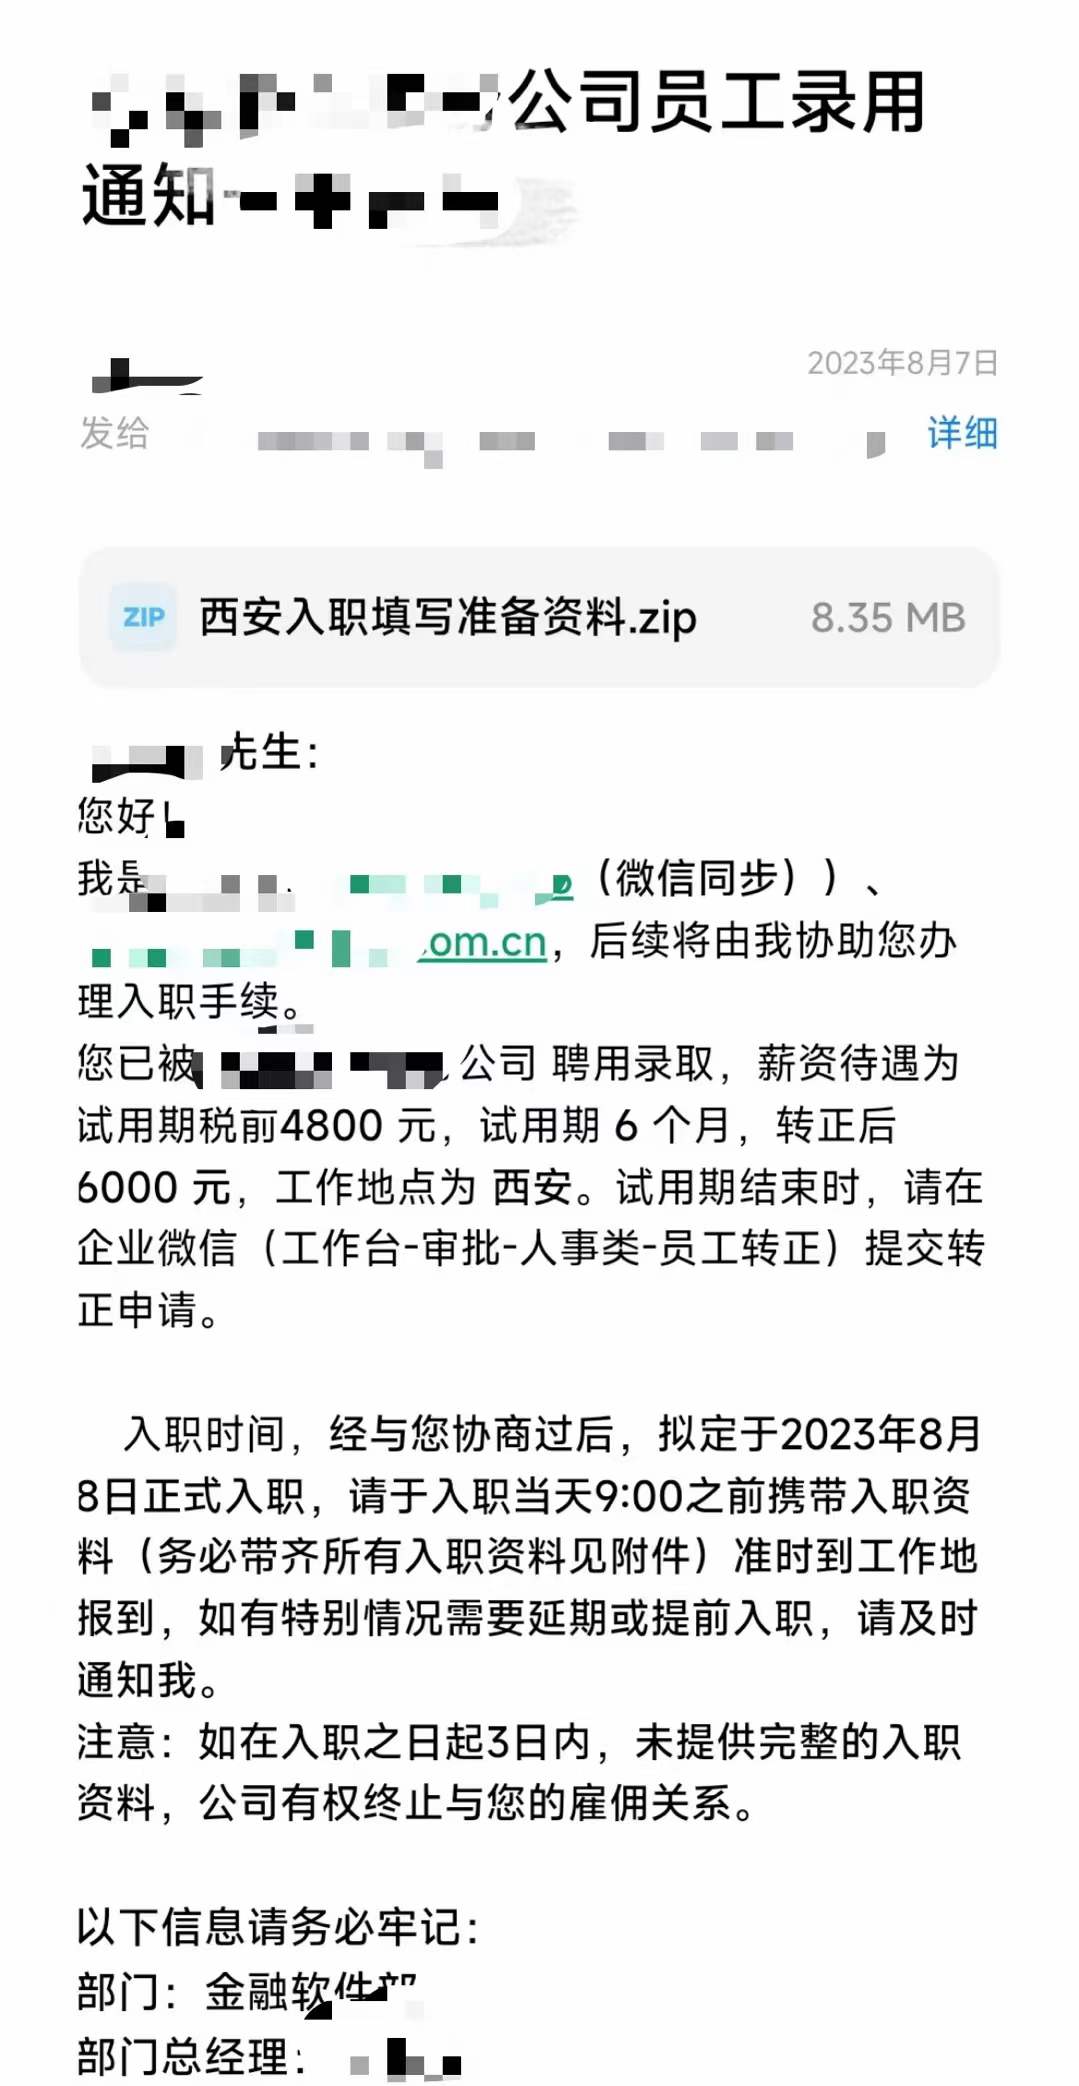 公司员工录用
通知
2023年8月7日
发给
详细
ZIP 西安入职填写准备资料.zip 8.35 MB
先生：
您好！
我是 （微信同步））、
.om.cn，后续将由我协助您办
理入职手续。
您已被 公司 聘用录取，薪资待遇为
试用期税前4800 元，试用期 6 个月，转正后
6000 元，工作地点为 西安。试用期结束时，请在
企业微信（工作台-审批-人事类-员工转正）提交转
正申请。
入职时间，经与您协商过后，拟定于2023年8月
8日正式入职，请于入职当天9:00之前携带入职资
料（务必带齐所有入职资料见附件）准时到工作地
报到，如有特别情况需要延期或提前入职，请及时
通知我。
注意：如在入职之日起3日内，未提供完整的入职
资料，公司有权终止与您的雇佣关系。
以下信息请务必牢记：
部门：金融软件部
部门总经理：